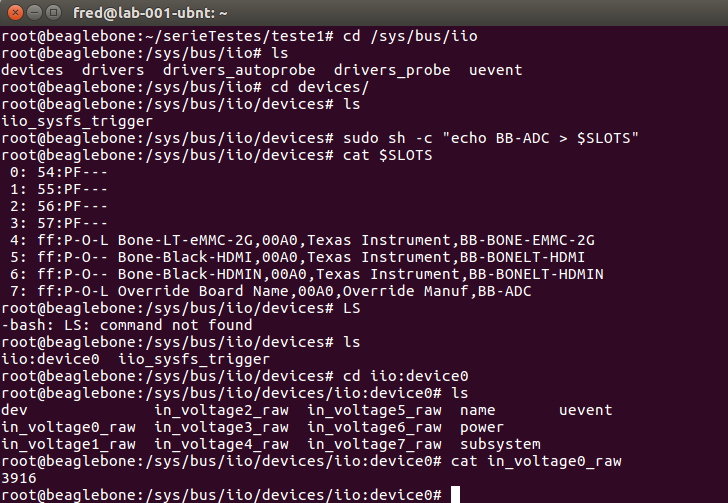 fred@lab-001-ubnt: ~
root@beaglebone:~/serieTestes/teste1# cd /sys/bus/iio
root@beaglebone:/sys/bus/iio# ls
devices  drivers  drivers_autoprobe  drivers_probe  uevent
root@beaglebone:/sys/bus/iio# cd devices/
root@beaglebone:/sys/bus/iio/devices# ls
iio_sysfs_trigger
root@beaglebone:/sys/bus/iio/devices# sudo sh -c "echo BB-ADC > $SLOTS"
root@beaglebone:/sys/bus/iio/devices# cat $SLOTS
 0: 54:PF---
 1: 55:PF---
 2: 56:PF---
 3: 57:PF---
 4: ff:P-O-L Bone-LT-eMMC-2G,00A0,Texas Instrument,BB-BONE-EMMC-2G
 5: ff:P-O-- Bone-Black-HDMI,00A0,Texas Instrument,BB-BONELT-HDMI
 6: ff:P-O-- Bone-Black-HDMIN,00A0,Texas Instrument,BB-BONELT-HDMIN
 7: ff:P-O-L Override Board Name,00A0,Override Manuf,BB-ADC
root@beaglebone:/sys/bus/iio/devices# LS
-bash: LS: command not found
root@beaglebone:/sys/bus/iio/devices# ls
iio:device0  iio_sysfs_trigger
root@beaglebone:/sys/bus/iio/devices# cd iio:device0
root@beaglebone:/sys/bus/iio/devices/iio:device0# ls
dev              in_voltage2_raw  in_voltage5_raw  name       uevent
in_voltage0_raw  in_voltage3_raw  in_voltage6_raw  power
in_voltage1_raw  in_voltage4_raw  in_voltage7_raw  subsystem
root@beaglebone:/sys/bus/iio/devices/iio:device0# cat in_voltage0_raw
3916
root@beaglebone:/sys/bus/iio/devices/iio:device0#